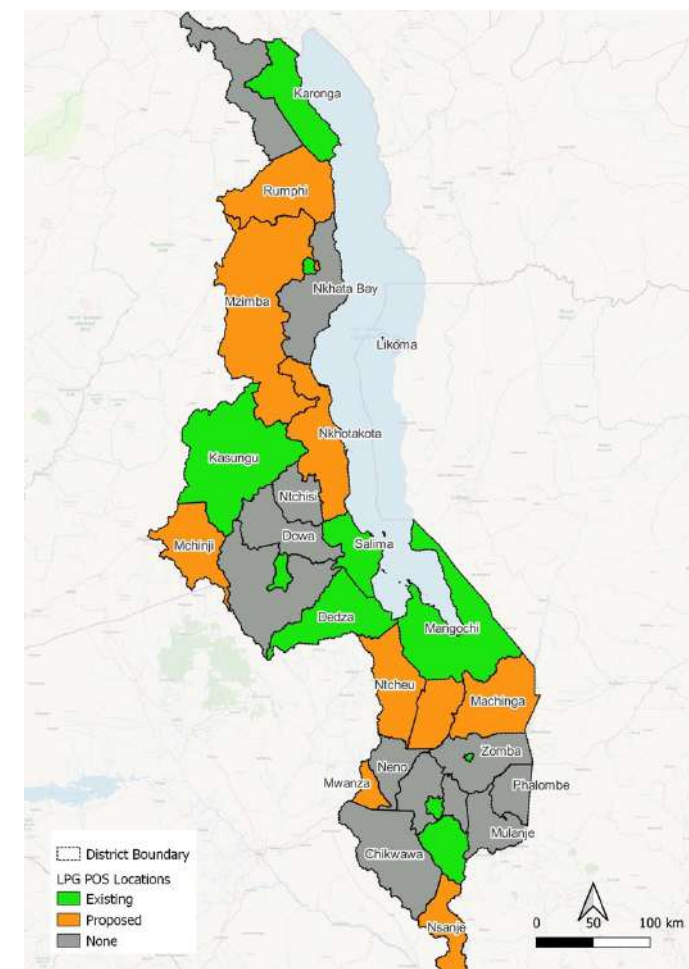 Karonga
Rumphi
Nkhata Bay
Mzimba
Likoma
Nkhotakota
Kasungu
Ntchisi
Dowa
Salima
Mchinji
Dedza
Mangochi
Ntcheu
Machinga
Zomba
Neno
Mwanza
Phalombe
Mulanje
Chikwawa
Nsanje
District Boundary
LPG POS Locations
Existing
Proposed
None
0 50 100 km